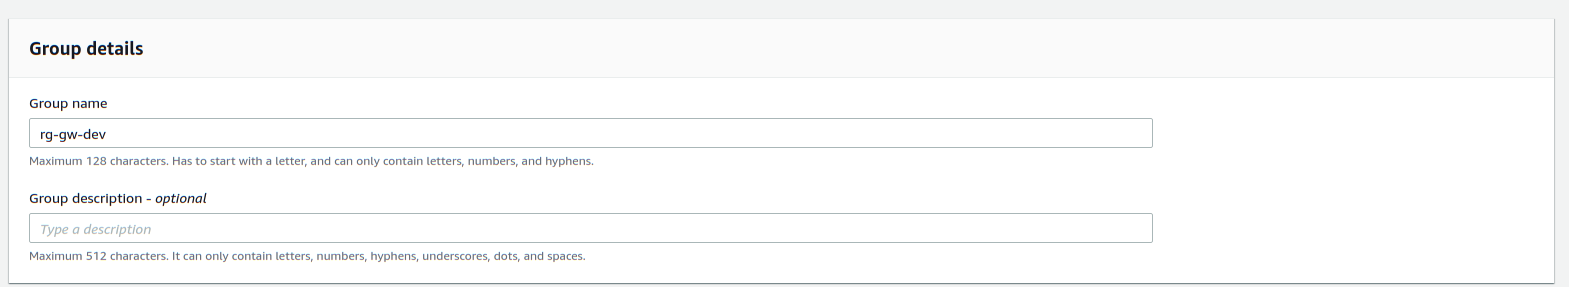 Group details
Group name
rg-gw-dev
Maximum 128 characters. Has to start with a letter, and can only contain letters, numbers, and hyphens.
Group description - optional
Type a description
Maximum 512 characters. It can only contain letters, numbers, hyphens, underscores, dots, and spaces.